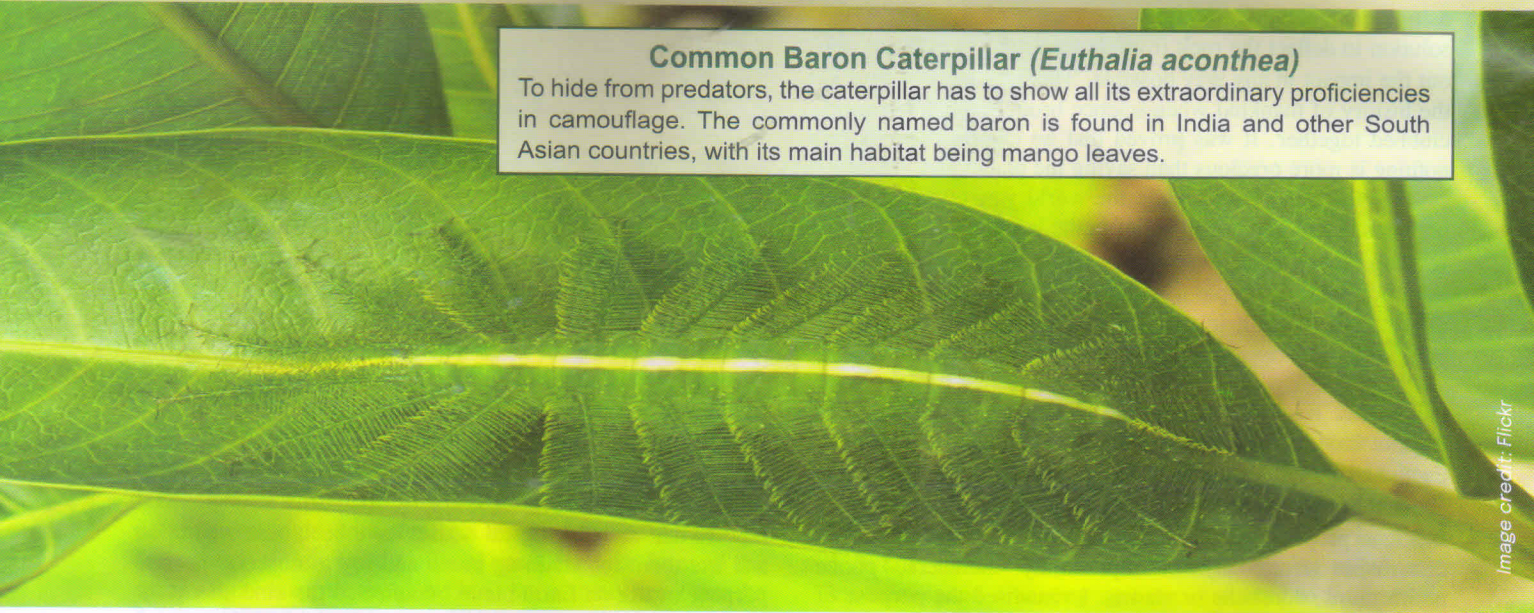 Common Baron Caterpillar (Euthalia aconthea)
To hide from predators, the caterpillar has to show all its extraordinary proficiencies
in camouflage. The commonly named baron is found in India and other South
Asian countries, with its main habitat being mango leaves.
Image credit: Flickr